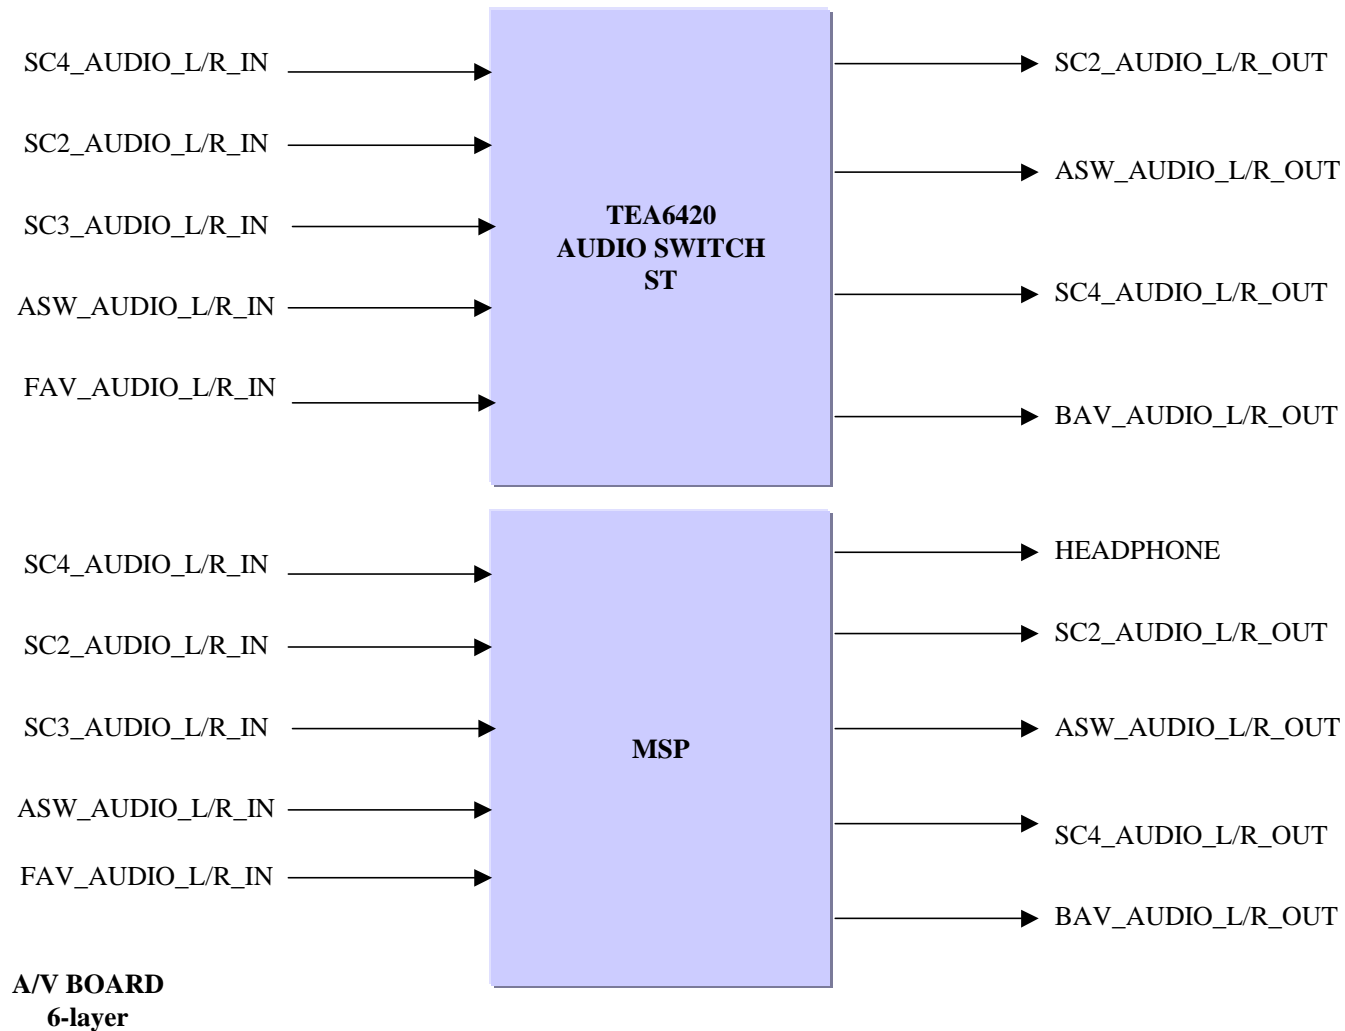 SC4_AUDIO_L/R_IN
SC2_AUDIO_L/R_IN
SC3_AUDIO_L/R_IN
ASW_AUDIO_L/R_IN
FAV_AUDIO_L/R_IN
TEA6420
AUDIO SWITCH
ST
SC2_AUDIO_L/R_OUT
ASW_AUDIO_L/R_OUT
SC4_AUDIO_L/R_OUT
BAV_AUDIO_L/R_OUT
SC4_AUDIO_L/R_IN
SC2_AUDIO_L/R_IN
SC3_AUDIO_L/R_IN
ASW_AUDIO_L/R_IN
FAV_AUDIO_L/R_IN
MSP
HEADPHONE
SC2_AUDIO_L/R_OUT
ASW_AUDIO_L/R_OUT
SC4_AUDIO_L/R_OUT
BAV_AUDIO_L/R_OUT
A/V BOARD
6-layer